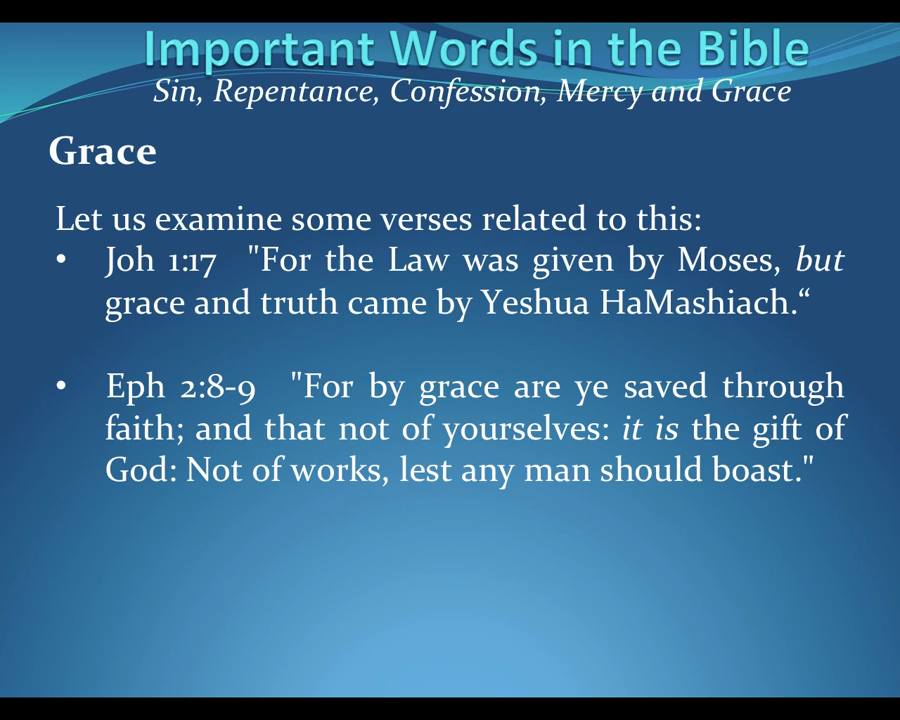 Important Words in the Bible
Sin, Repentance, Confession, Mercy and Grace
Grace
Let us examine some verses related to this:
• Joh 1:17 "For the Law was given by Moses, but
grace and truth came by Yeshua HaMashiach.“
• Eph 2:8-9 "For by grace are ye saved through
faith; and that not of yourselves: it is the gift of
God: Not of works, lest any man should boast."